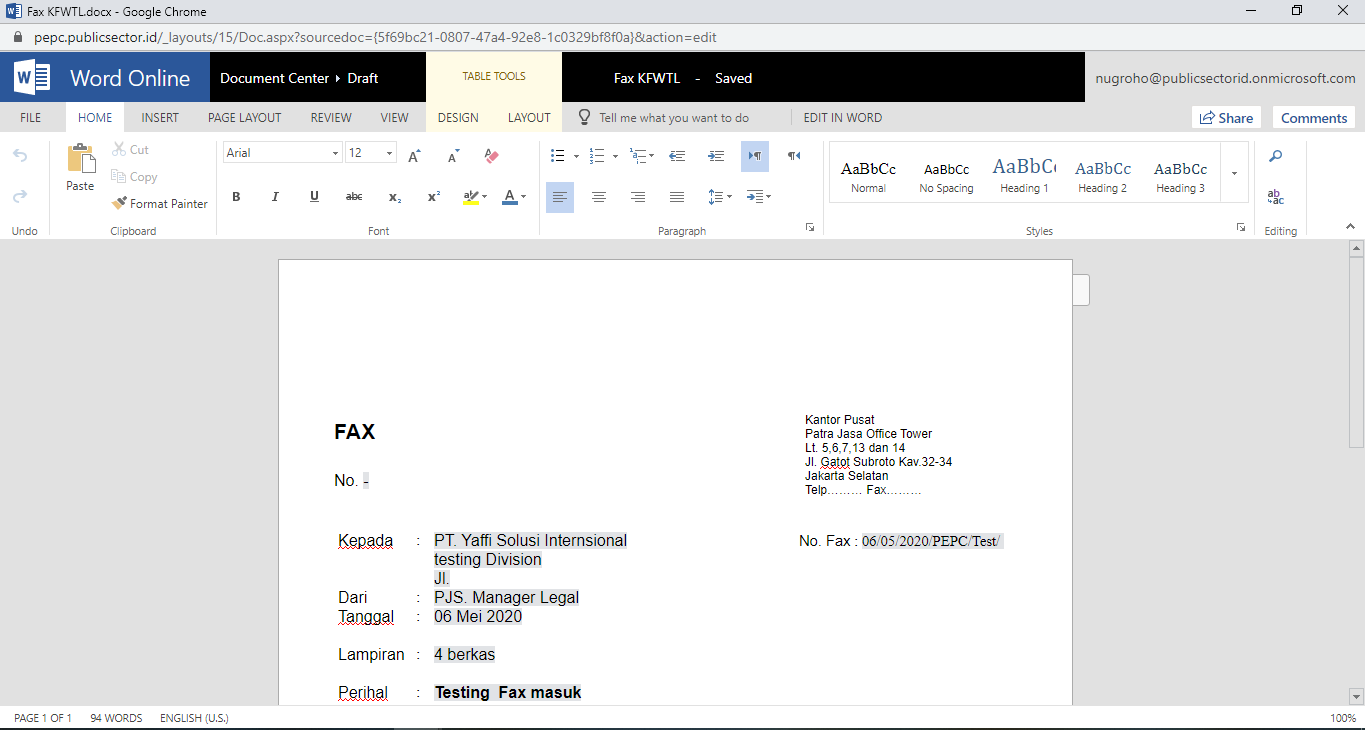 Fax KFWTL.docx - Google Chrome
pepc.publicsector.id/_layouts/15/Doc.aspx?sourcedoc={5f69bc21-0807-47a4-92e8-1c0329bf8f0a}&action=edit
Word Online Document Center Draft TABLE TOOLS Fax KFWTL - Saved nugroho@publicsectorid.onmicrosoft.com
FILE HOME INSERT PAGE LAYOUT REVIEW VIEW DESIGN LAYOUT Tell me what you want to do EDIT IN WORD Share Comments
Paste Cut Copy Format Painter
Arial 12
B I U abc x₂ x² A
AaBbCc AaBbCc AaBbC AaBbCc AaBbCc
Normal No Spacing Heading 1 Heading 2 Heading 3
Undo Clipboard Font Paragraph Styles Editing
FAX
No. -
Kantor Pusat
Patra Jasa Office Tower
Lt. 5,6,7,13 dan 14
Jl. Gatot Subroto Kav.32-34
Jakarta Selatan
Telp……… Fax………
Kepada : PT. Yaffi Solusi Internsional No. Fax : 06/05/2020/PEPC/Test/
testing Division
Jl.
Dari : PJS. Manager Legal
Tanggal : 06 Mei 2020
Lampiran : 4 berkas
Perihal : Testing Fax masuk
PAGE 1 OF 1 94 WORDS ENGLISH (U.S.) 100%